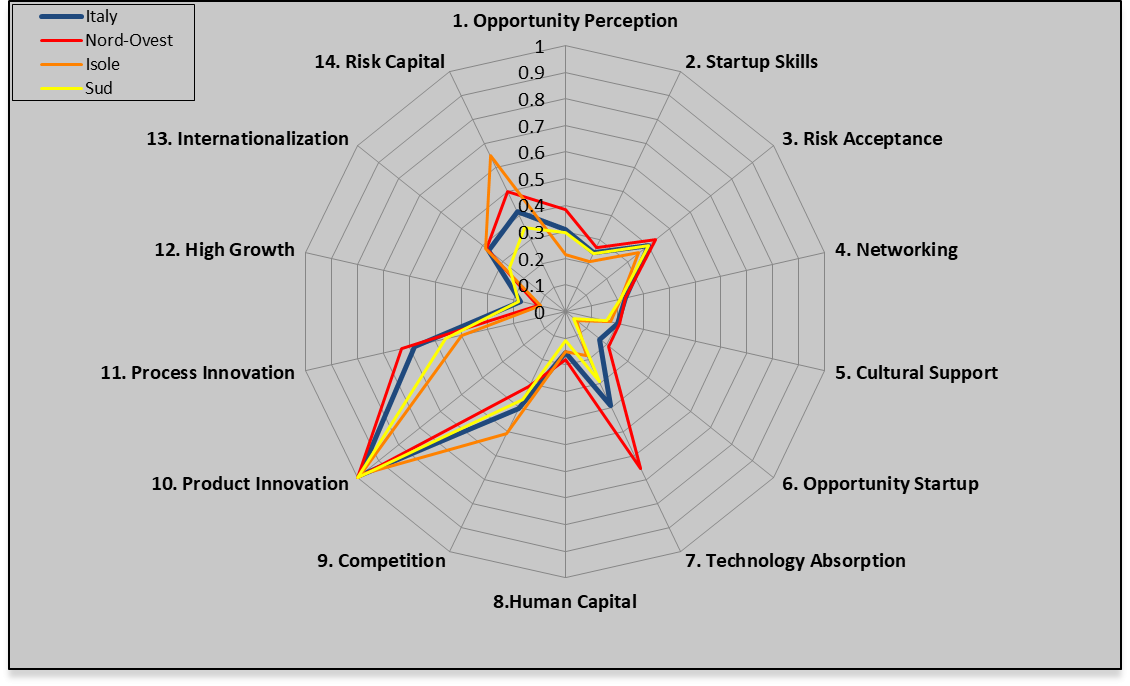 Italy
Nord-Ovest
Isole
Sud
1. Opportunity Perception
2. Startup Skills
3. Risk Acceptance
4. Networking
5. Cultural Support
6. Opportunity Startup
7. Technology Absorption
8.Human Capital
9. Competition
10. Product Innovation
11. Process Innovation
12. High Growth
13. Internationalization
14. Risk Capital
1
0.9
0.8
0.7
0.6
0.5
0.4
0.3
0.2
0.1
0